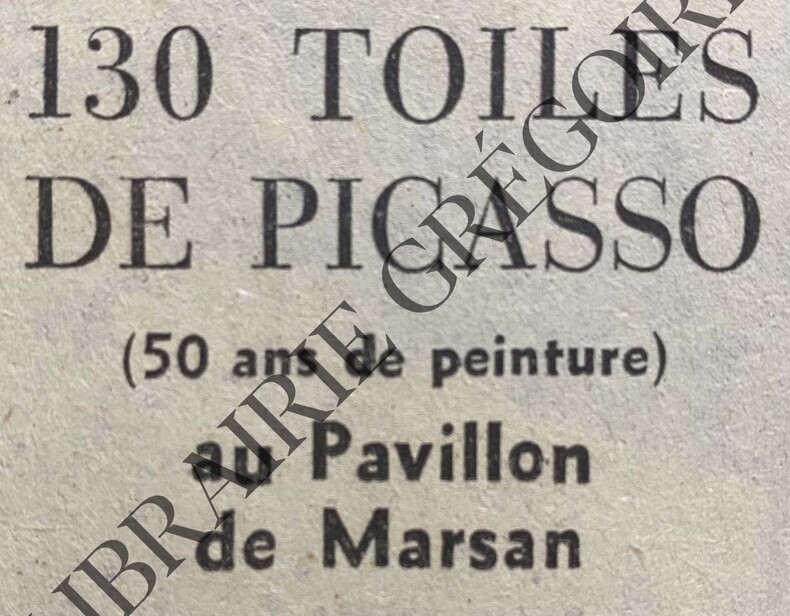 130 TOILES
DE PICASSO
(50 ans de peinture)
au Pavillon
de Marsan
LIBRAIRIE GRÉGOIRE